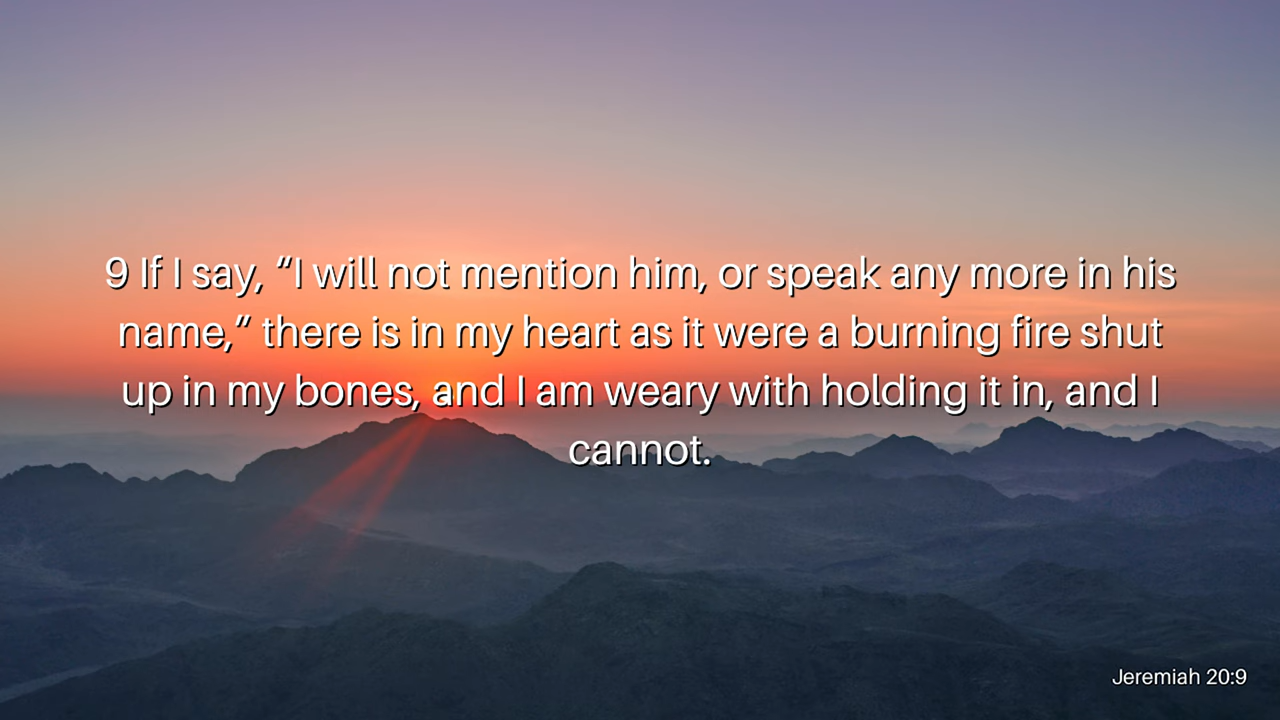 9 If I say, “I will not mention him, or speak any more in his
name,” there is in my heart as it were a burning fire shut
up in my bones, and I am weary with holding it in, and I
cannot.
Jeremiah 20:9